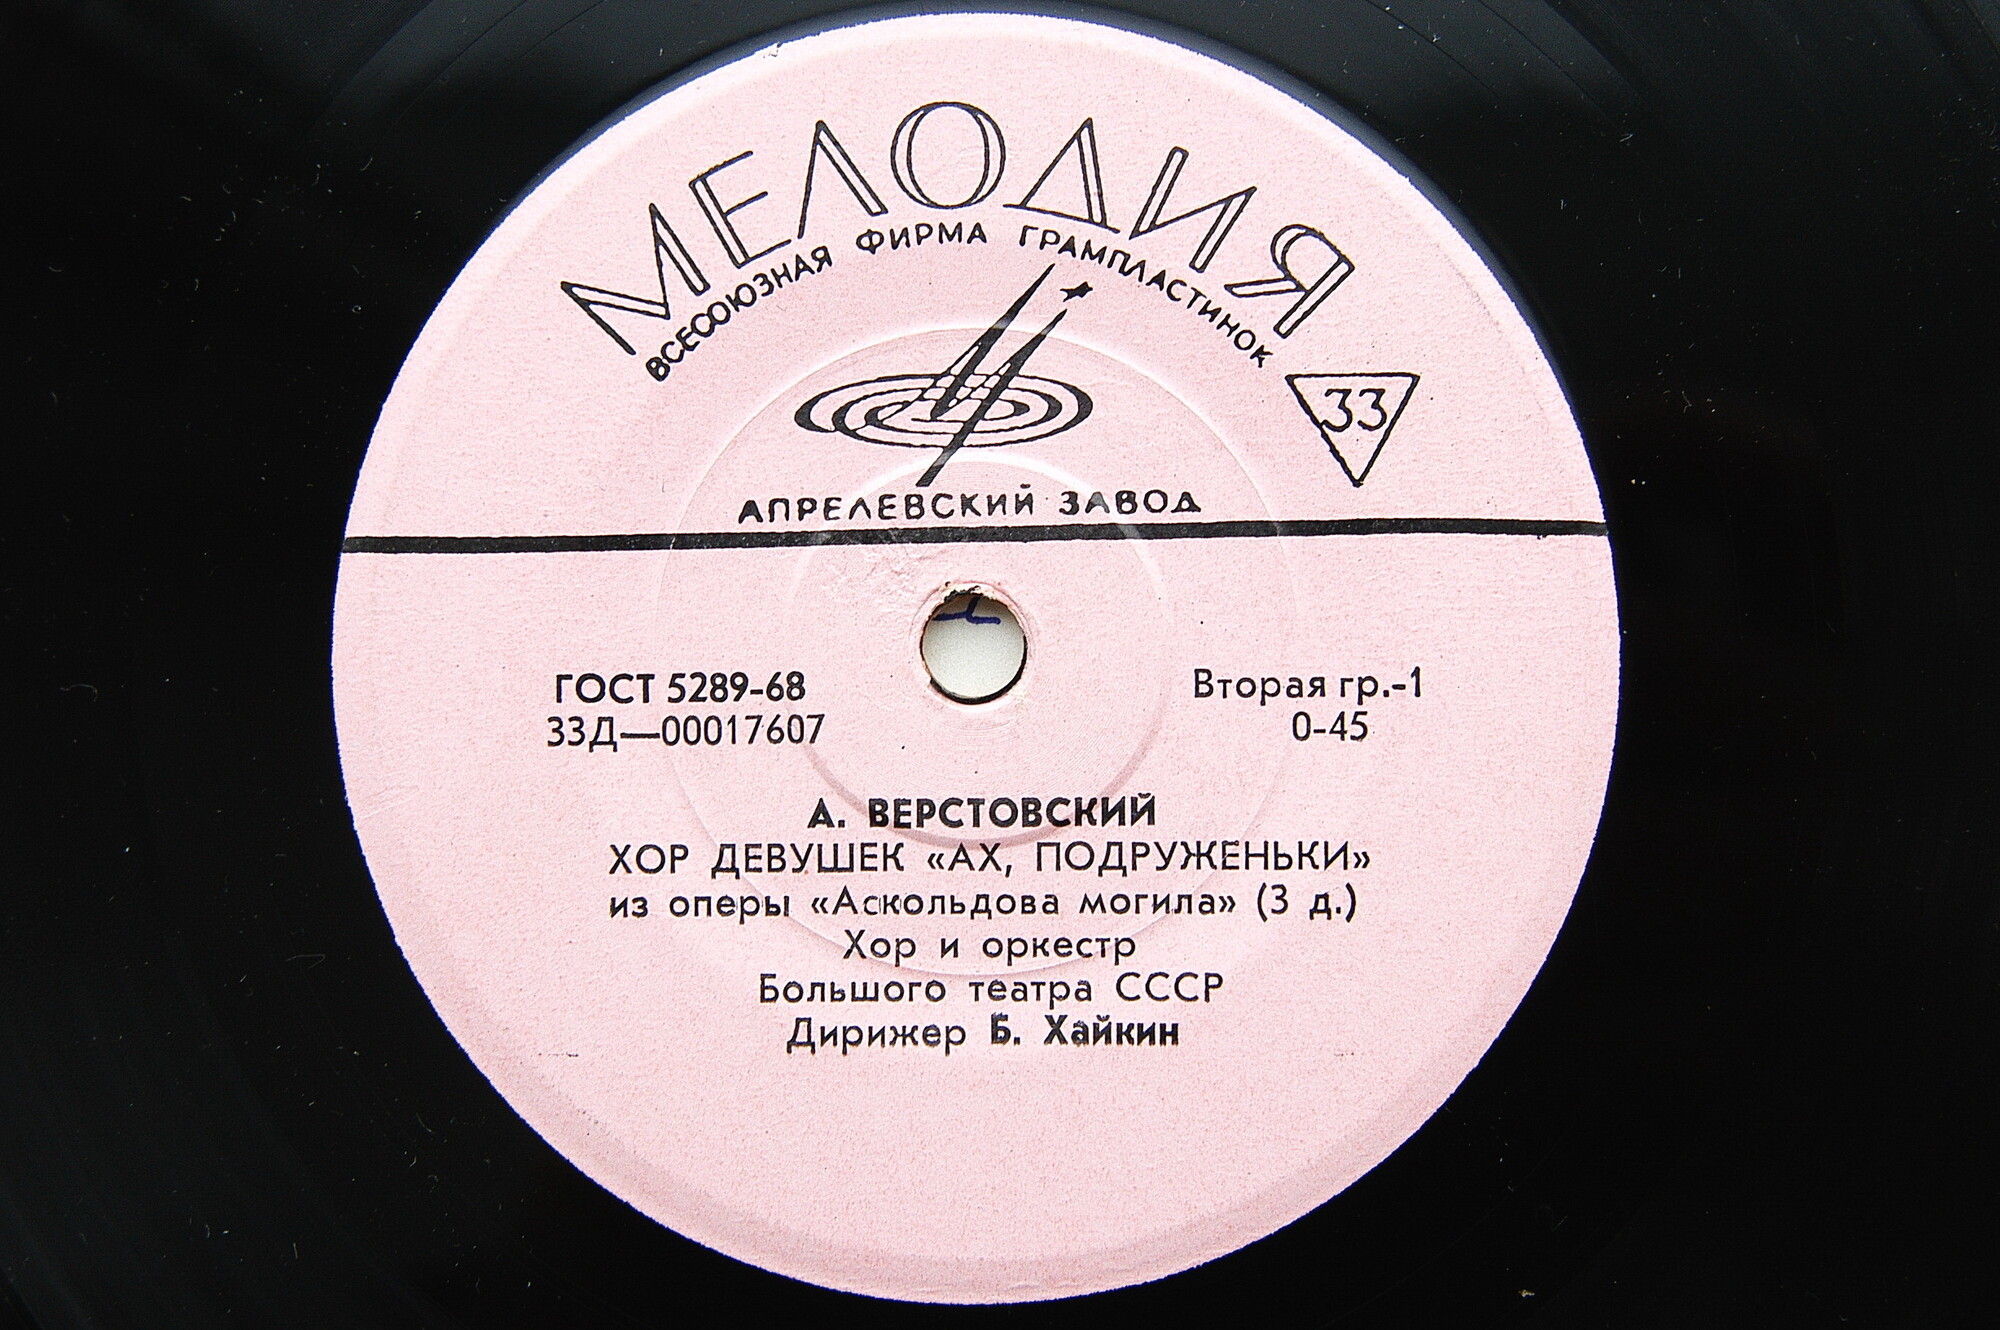 МЕЛОДИЯ
ВСЕСОЮЗНАЯ ФИРМА ГРАМПЛАСТИНОК
33
АПРЕЛЕВСКИЙ ЗАВОД
ГОСТ 5289-68
33Д—00017607
Вторая гр.-1
0-45
А. ВЕРСТОВСКИЙ
ХОР ДЕВУШЕК «АХ, ПОДРУЖЕНЬКИ»
из оперы «Аскольдова могила» (3 д.)
Хор и оркестр
Большого театра СССР
Дирижер Б. Хайкин